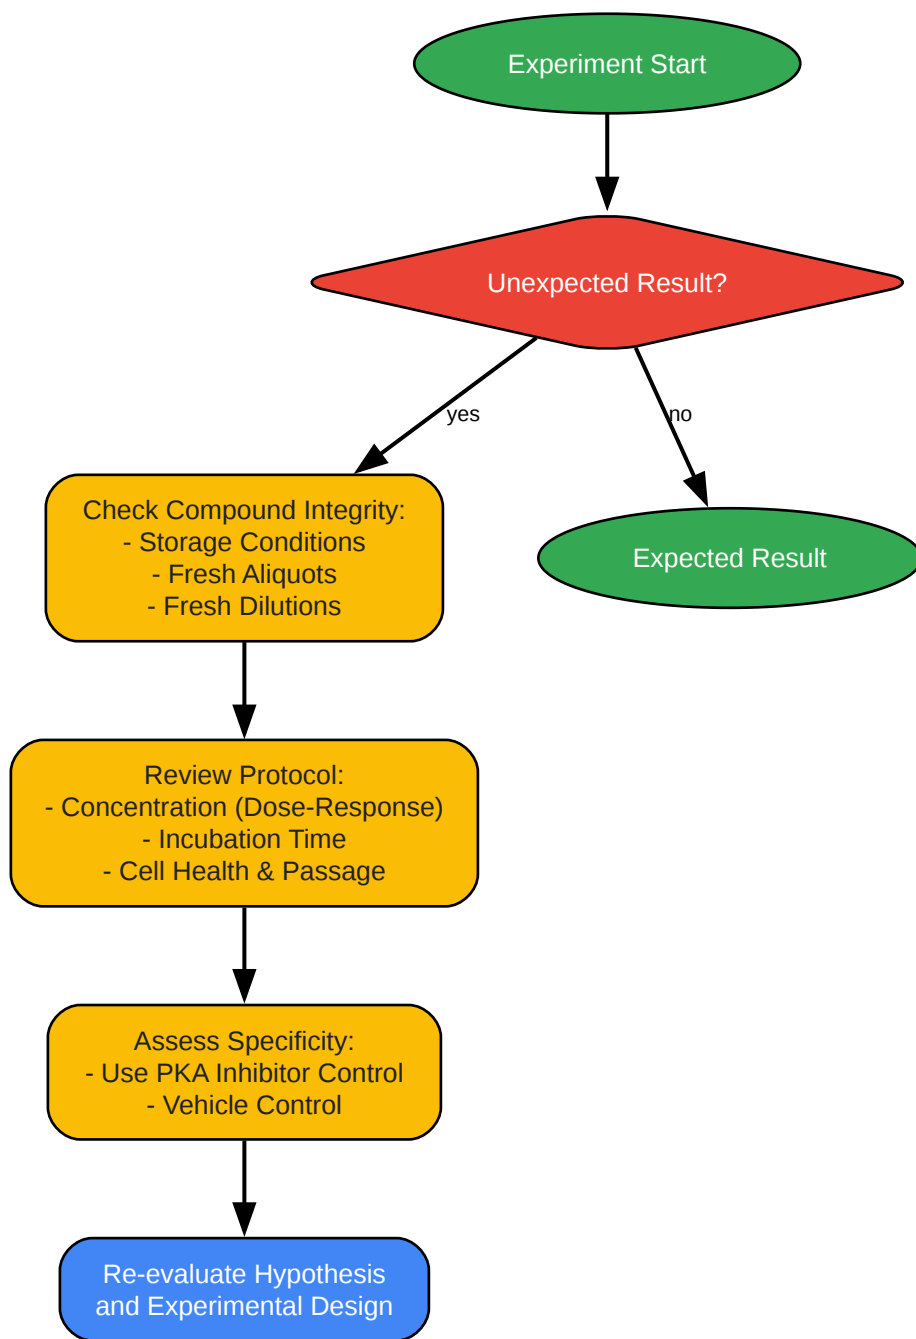 Experiment Start
Unexpected Result?
yes
no
Check Compound Integrity:
- Storage Conditions
- Fresh Aliquots
- Fresh Dilutions
Expected Result
Review Protocol:
- Concentration (Dose-Response)
- Incubation Time
- Cell Health & Passage
Assess Specificity:
- Use PKA Inhibitor Control
- Vehicle Control
Re-evaluate Hypothesis
and Experimental Design